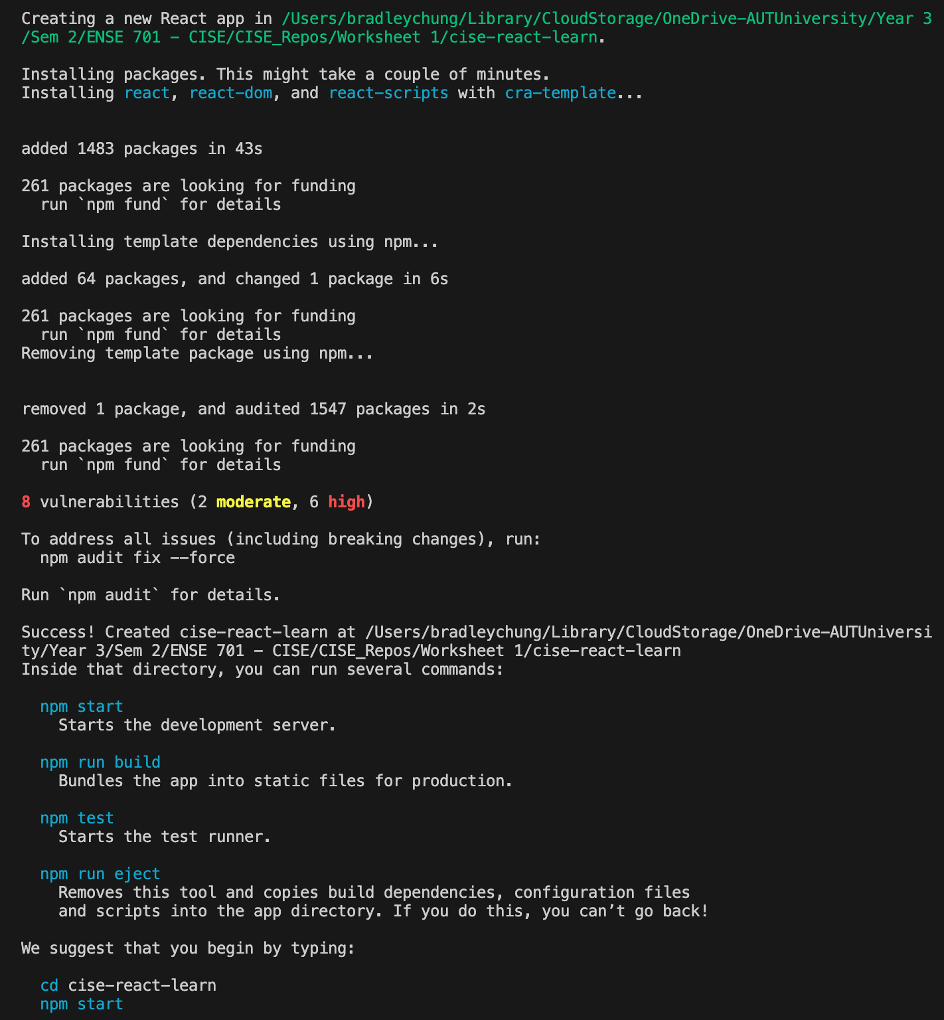 Creating a new React app in /Users/bradleychung/Library/CloudStorage/OneDrive-AUTUniversity/Year 3
/Sem 2/ENSE 701 - CISE/CISE_Repos/Worksheet 1/cise-react-learn.
Installing packages. This might take a couple of minutes.
Installing react, react-dom, and react-scripts with cra-template...
added 1483 packages in 43s
261 packages are looking for funding
  run `npm fund` for details
Installing template dependencies using npm...
added 64 packages, and changed 1 package in 6s
261 packages are looking for funding
  run `npm fund` for details
Removing template package using npm...
removed 1 package, and audited 1547 packages in 2s
261 packages are looking for funding
  run `npm fund` for details
8 vulnerabilities (2 moderate, 6 high)
To address all issues (including breaking changes), run:
  npm audit fix --force
Run `npm audit` for details.
Success! Created cise-react-learn at /Users/bradleychung/Library/CloudStorage/OneDrive-AUTUniversi
ty/Year 3/Sem 2/ENSE 701 - CISE/CISE_Repos/Worksheet 1/cise-react-learn
Inside that directory, you can run several commands:
  npm start
    Starts the development server.
  npm run build
    Bundles the app into static files for production.
  npm test
    Starts the test runner.
  npm run eject
    Removes this tool and copies build dependencies, configuration files
    and scripts into the app directory. If you do this, you can’t go back!
We suggest that you begin by typing:
  cd cise-react-learn
  npm start